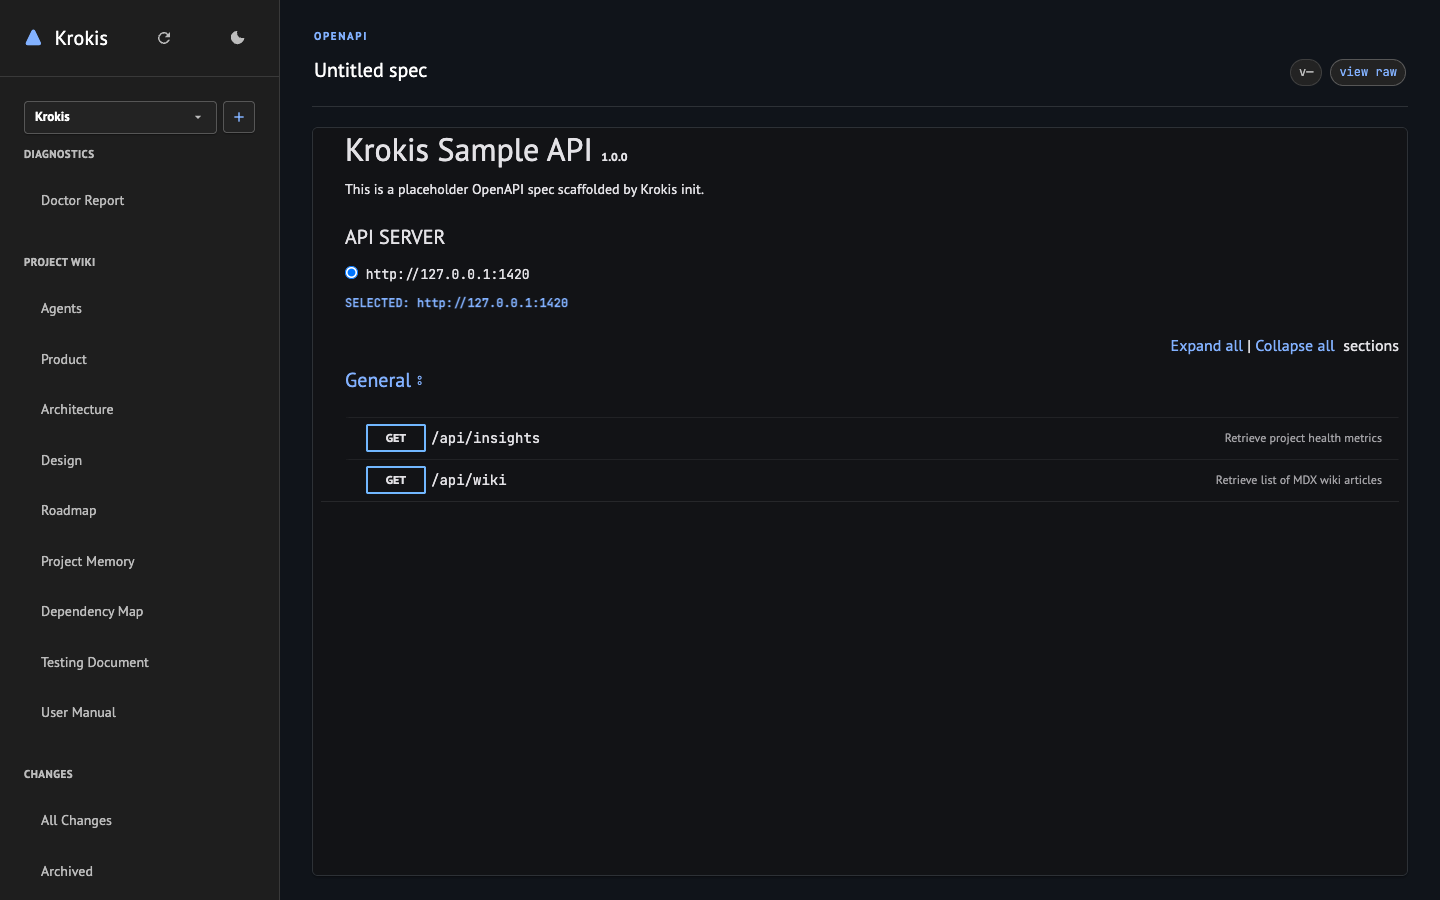 Krokis
Krokis
+
DIAGNOSTICS
Doctor Report
PROJECT WIKI
Agents
Product
Architecture
Design
Roadmap
Project Memory
Dependency Map
Testing Document
User Manual
CHANGES
All Changes
Archived
OPENAPI
Untitled spec
v—
view raw
Krokis Sample API 1.0.0
This is a placeholder OpenAPI spec scaffolded by Krokis init.
API SERVER
http://127.0.0.1:1420
SELECTED: http://127.0.0.1:1420
Expand all | Collapse all sections
General
GET /api/insights Retrieve project health metrics
GET /api/wiki Retrieve list of MDX wiki articles